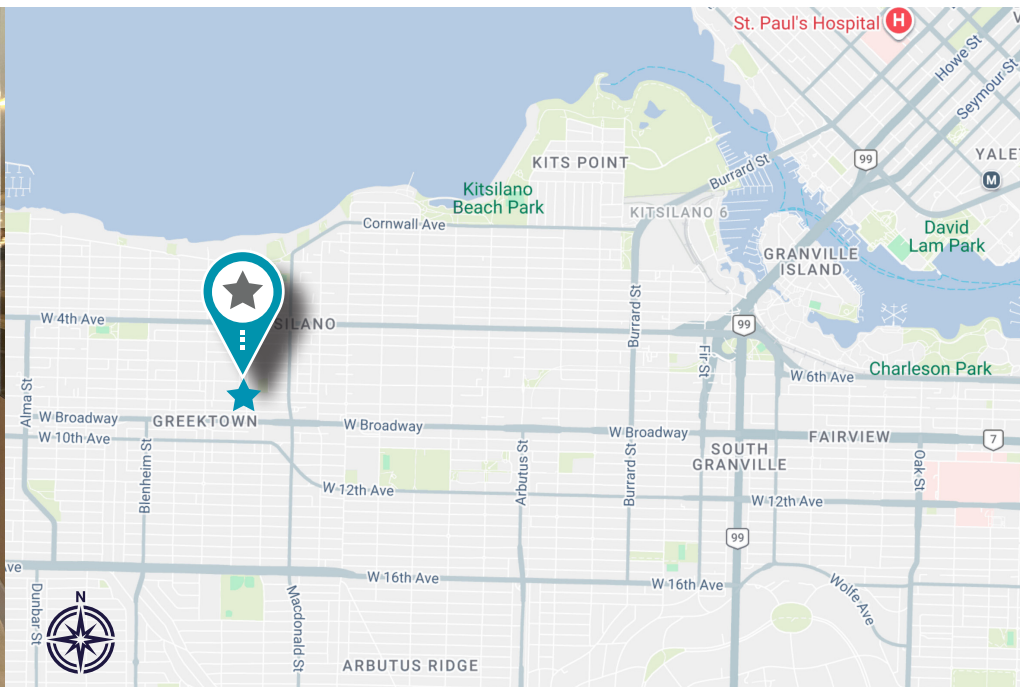 St. Paul's Hospital H
Howe St
Seymour St
KITS POINT
99
Burrard St
M
Kitsilano
Beach Park
KITSILANO 6
Cornwall Ave
David
Lam Park
GRANVILLE
ISLAND
W 4th Ave
SILANO
99
Burrard St
Fir St
W 6th Ave
Charleson Park
Alma St
W Broadway
GREEKTOWN
W Broadway
W Broadway
FAIRVIEW
7
W 10th Ave
SOUTH
GRANVILLE
Blenheim St
Arbutus St
Burrard St
Oak St
W 12th Ave
W 12th Ave
99
ve
W 16th Ave
W 16th Ave
Wolfe Ave
Dunbar St
N
Macdonald St
ARBUTUS RIDGE